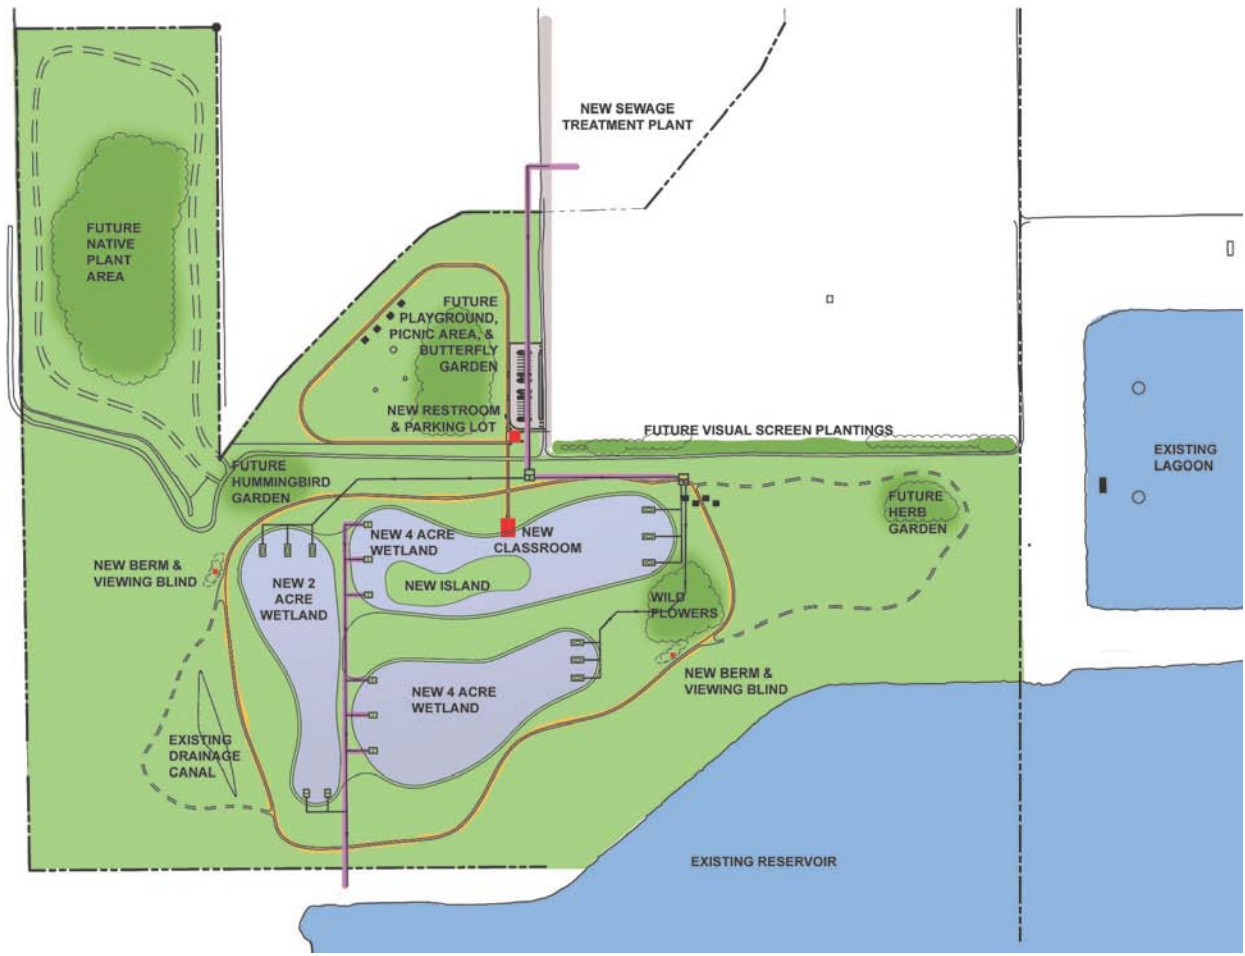 NEW SEWAGE
TREATMENT PLANT
FUTURE
NATIVE
PLANT
AREA
FUTURE
PLAYGROUND,
PICNIC AREA, &
BUTTERFLY
GARDEN
NEW RESTROOM
& PARKING LOT
FUTURE VISUAL SCREEN PLANTINGS
EXISTING
LAGOON
FUTURE
HUMMINGBIRD
GARDEN
FUTURE
HERB
GARDEN
NEW 4 ACRE
WETLAND
NEW
CLASSROOM
NEW BERM &
VIEWING BLIND
NEW 2
ACRE
WETLAND
NEW ISLAND
WILD
FLOWERS
NEW BERM &
VIEWING BLIND
NEW 4 ACRE
WETLAND
EXISTING
DRAINAGE
CANAL
EXISTING RESERVOIR